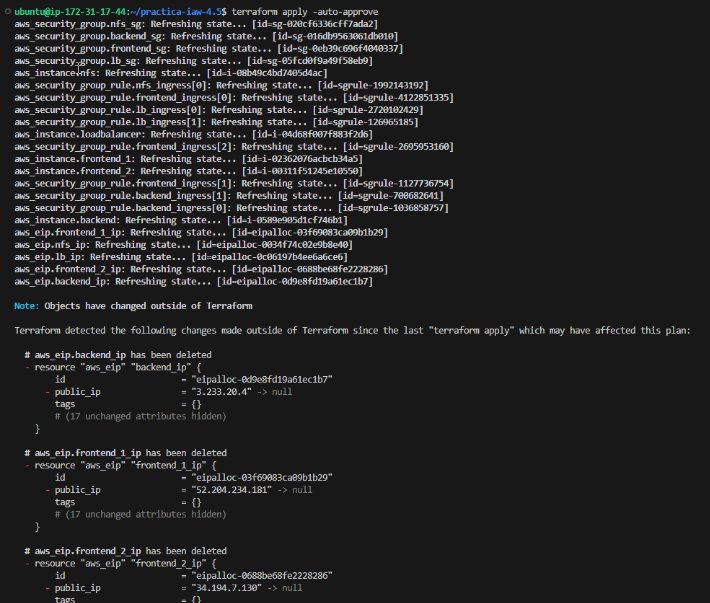 ubuntu@ip-172-31-17-44:~/practica-iaw-4.5$ terraform apply -auto-approve
aws_security_group.nfs_sg: Refreshing state... [id=sg-020cf6336cff7ada2]
aws_security_group.backend_sg: Refreshing state... [id=sg-016db9563061db010]
aws_security_group.frontend_sg: Refreshing state... [id=sg-0eb39c696f4040337]
aws_security_group.lb_sg: Refreshing state... [id=sg-05fcd0f9a49f58eb9]
aws_instance.nfs: Refreshing state... [id=i-08b49c4bd7405d4ac]
aws_security_group_rule.nfs_ingress[0]: Refreshing state... [id=sgrule-1992143192]
aws_security_group_rule.frontend_ingress[0]: Refreshing state... [id=sgrule-4122851335]
aws_security_group_rule.lb_ingress[0]: Refreshing state... [id=sgrule-2720102429]
aws_security_group_rule.lb_ingress[1]: Refreshing state... [id=sgrule-126965185]
aws_instance.loadbalancer: Refreshing state... [id=i-04d68f007f883f2d6]
aws_security_group_rule.frontend_ingress[2]: Refreshing state... [id=sgrule-2695953160]
aws_instance.frontend_1: Refreshing state... [id=i-02362076acbcb34a5]
aws_instance.frontend_2: Refreshing state... [id=i-00311f51245e10550]
aws_security_group_rule.frontend_ingress[1]: Refreshing state... [id=sgrule-1127736754]
aws_security_group_rule.backend_ingress[1]: Refreshing state... [id=sgrule-700682641]
aws_security_group_rule.backend_ingress[0]: Refreshing state... [id=sgrule-1036858757]
aws_instance.backend: Refreshing state... [id=i-0589e905d1cf746b1]
aws_eip.frontend_1_ip: Refreshing state... [id=eipalloc-03f69083ca09b1b29]
aws_eip.nfs_ip: Refreshing state... [id=eipalloc-0034f74c02e9b8e40]
aws_eip.lb_ip: Refreshing state... [id=eipalloc-0c06197b4ee6a6ce6]
aws_eip.frontend_2_ip: Refreshing state... [id=eipalloc-0688be68fe2228286]
aws_eip.backend_ip: Refreshing state... [id=eipalloc-0d9e8fd19a61ec1b7]
Note: Objects have changed outside of Terraform
Terraform detected the following changes made outside of Terraform since the last "terraform apply" which may have affected this plan:
# aws_eip.backend_ip has been deleted
- resource "aws_eip" "backend_ip" {
id = "eipalloc-0d9e8fd19a61ec1b7"
- public_ip = "3.233.20.4" -> null
tags = {}
# (17 unchanged attributes hidden)
}
# aws_eip.frontend_1_ip has been deleted
- resource "aws_eip" "frontend_1_ip" {
id = "eipalloc-03f69083ca09b1b29"
- public_ip = "52.204.234.181" -> null
tags = {}
# (17 unchanged attributes hidden)
}
# aws_eip.frontend_2_ip has been deleted
- resource "aws_eip" "frontend_2_ip" {
id = "eipalloc-0688be68fe2228286"
- public_ip = "34.194.7.130" -> null
tags = {}